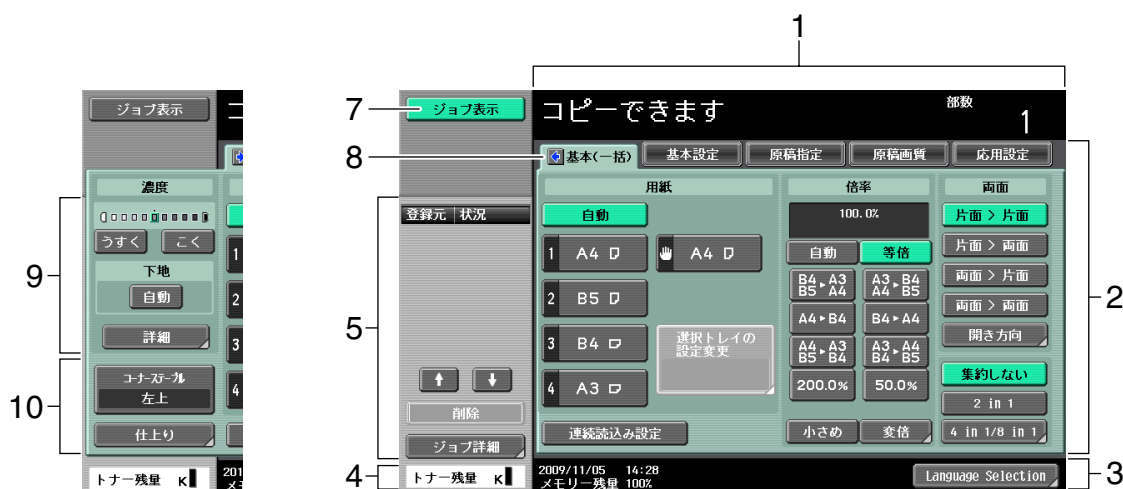 1
ジョブ表示
コ
濃度
うすく
こく
下地
自動
詳細
1
2
3
4
コーナーステープル
左上
仕上り
トナー残量 K
201
メモ
9
10
7
ジョブ表示
8
コピーできます
部数
1
基本(一括)
基本設定
原稿指定
原稿画質
応用設定
5
登録元 状況
削除
ジョブ詳細
4
トナー残量 K
用紙
自動
1 A4
A4
2 B5
3 B4
4 A3
選択トレイの
設定変更
連続読込み設定
倍率
100.0%
自動
等倍
B4▶A3
B5 A4
A3▶B4
A4 B5
A4▶B4
B4▶A4
A4▶A3
B5 B4
A3▶A4
B4 B5
200.0%
50.0%
小さめ
変倍
両面
片面 > 片面
片面 > 両面
両面 > 片面
両面 > 両面
開き方向
集約しない
2 in 1
4 in 1/8 in 1
2
2009/11/05 14:28
メモリー残量 100%
Language Selection
3